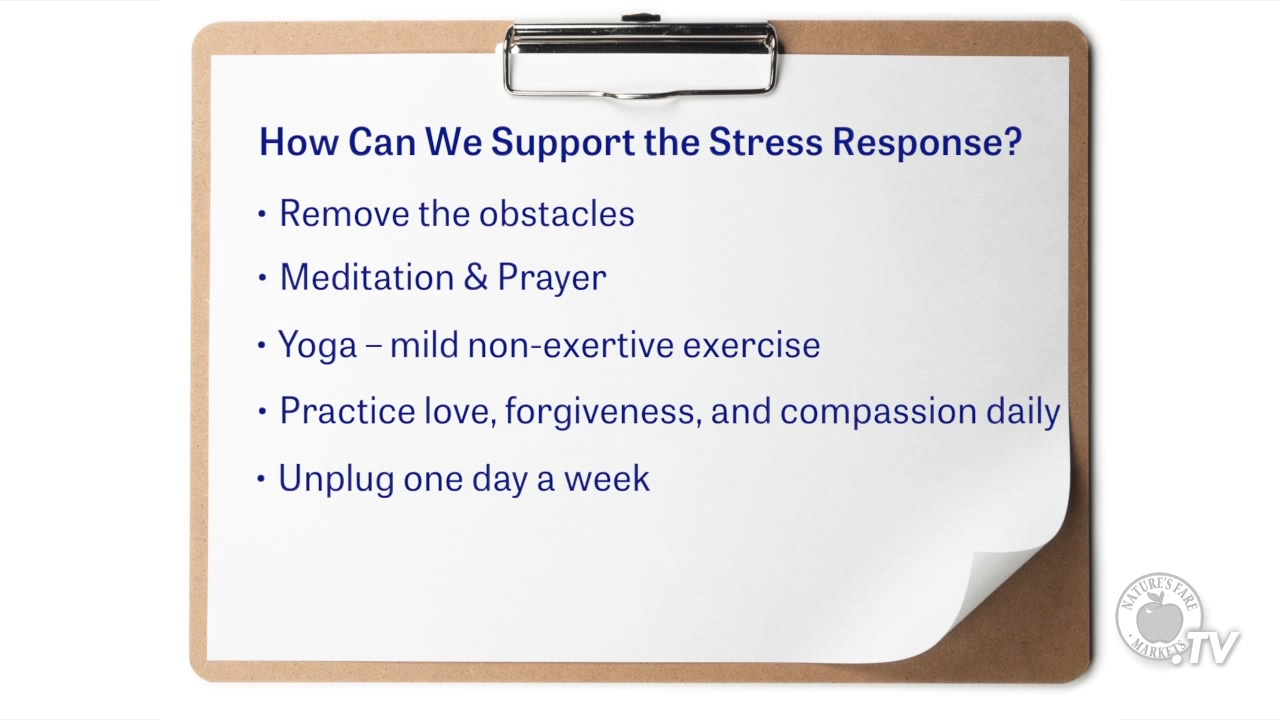 How Can We Support the Stress Response?
• Remove the obstacles
• Meditation & Prayer
• Yoga – mild non-exertive exercise
• Practice love, forgiveness, and compassion daily
• Unplug one day a week
NATURE'S FARE
• MARKETS •
.TV